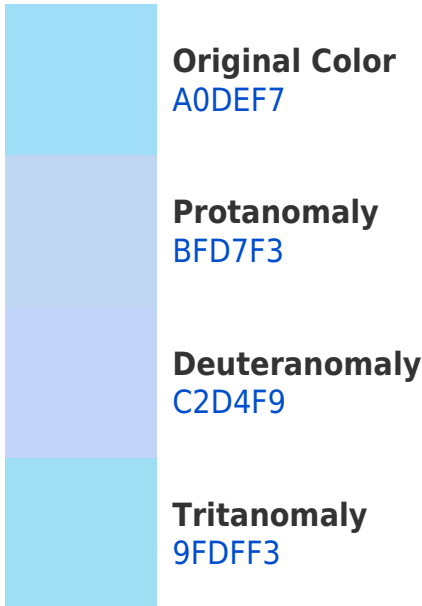 Original Color
A0DEF7
Protanomaly
BFD7F3
Deuteranomaly
C2D4F9
Tritanomaly
9FDFF3